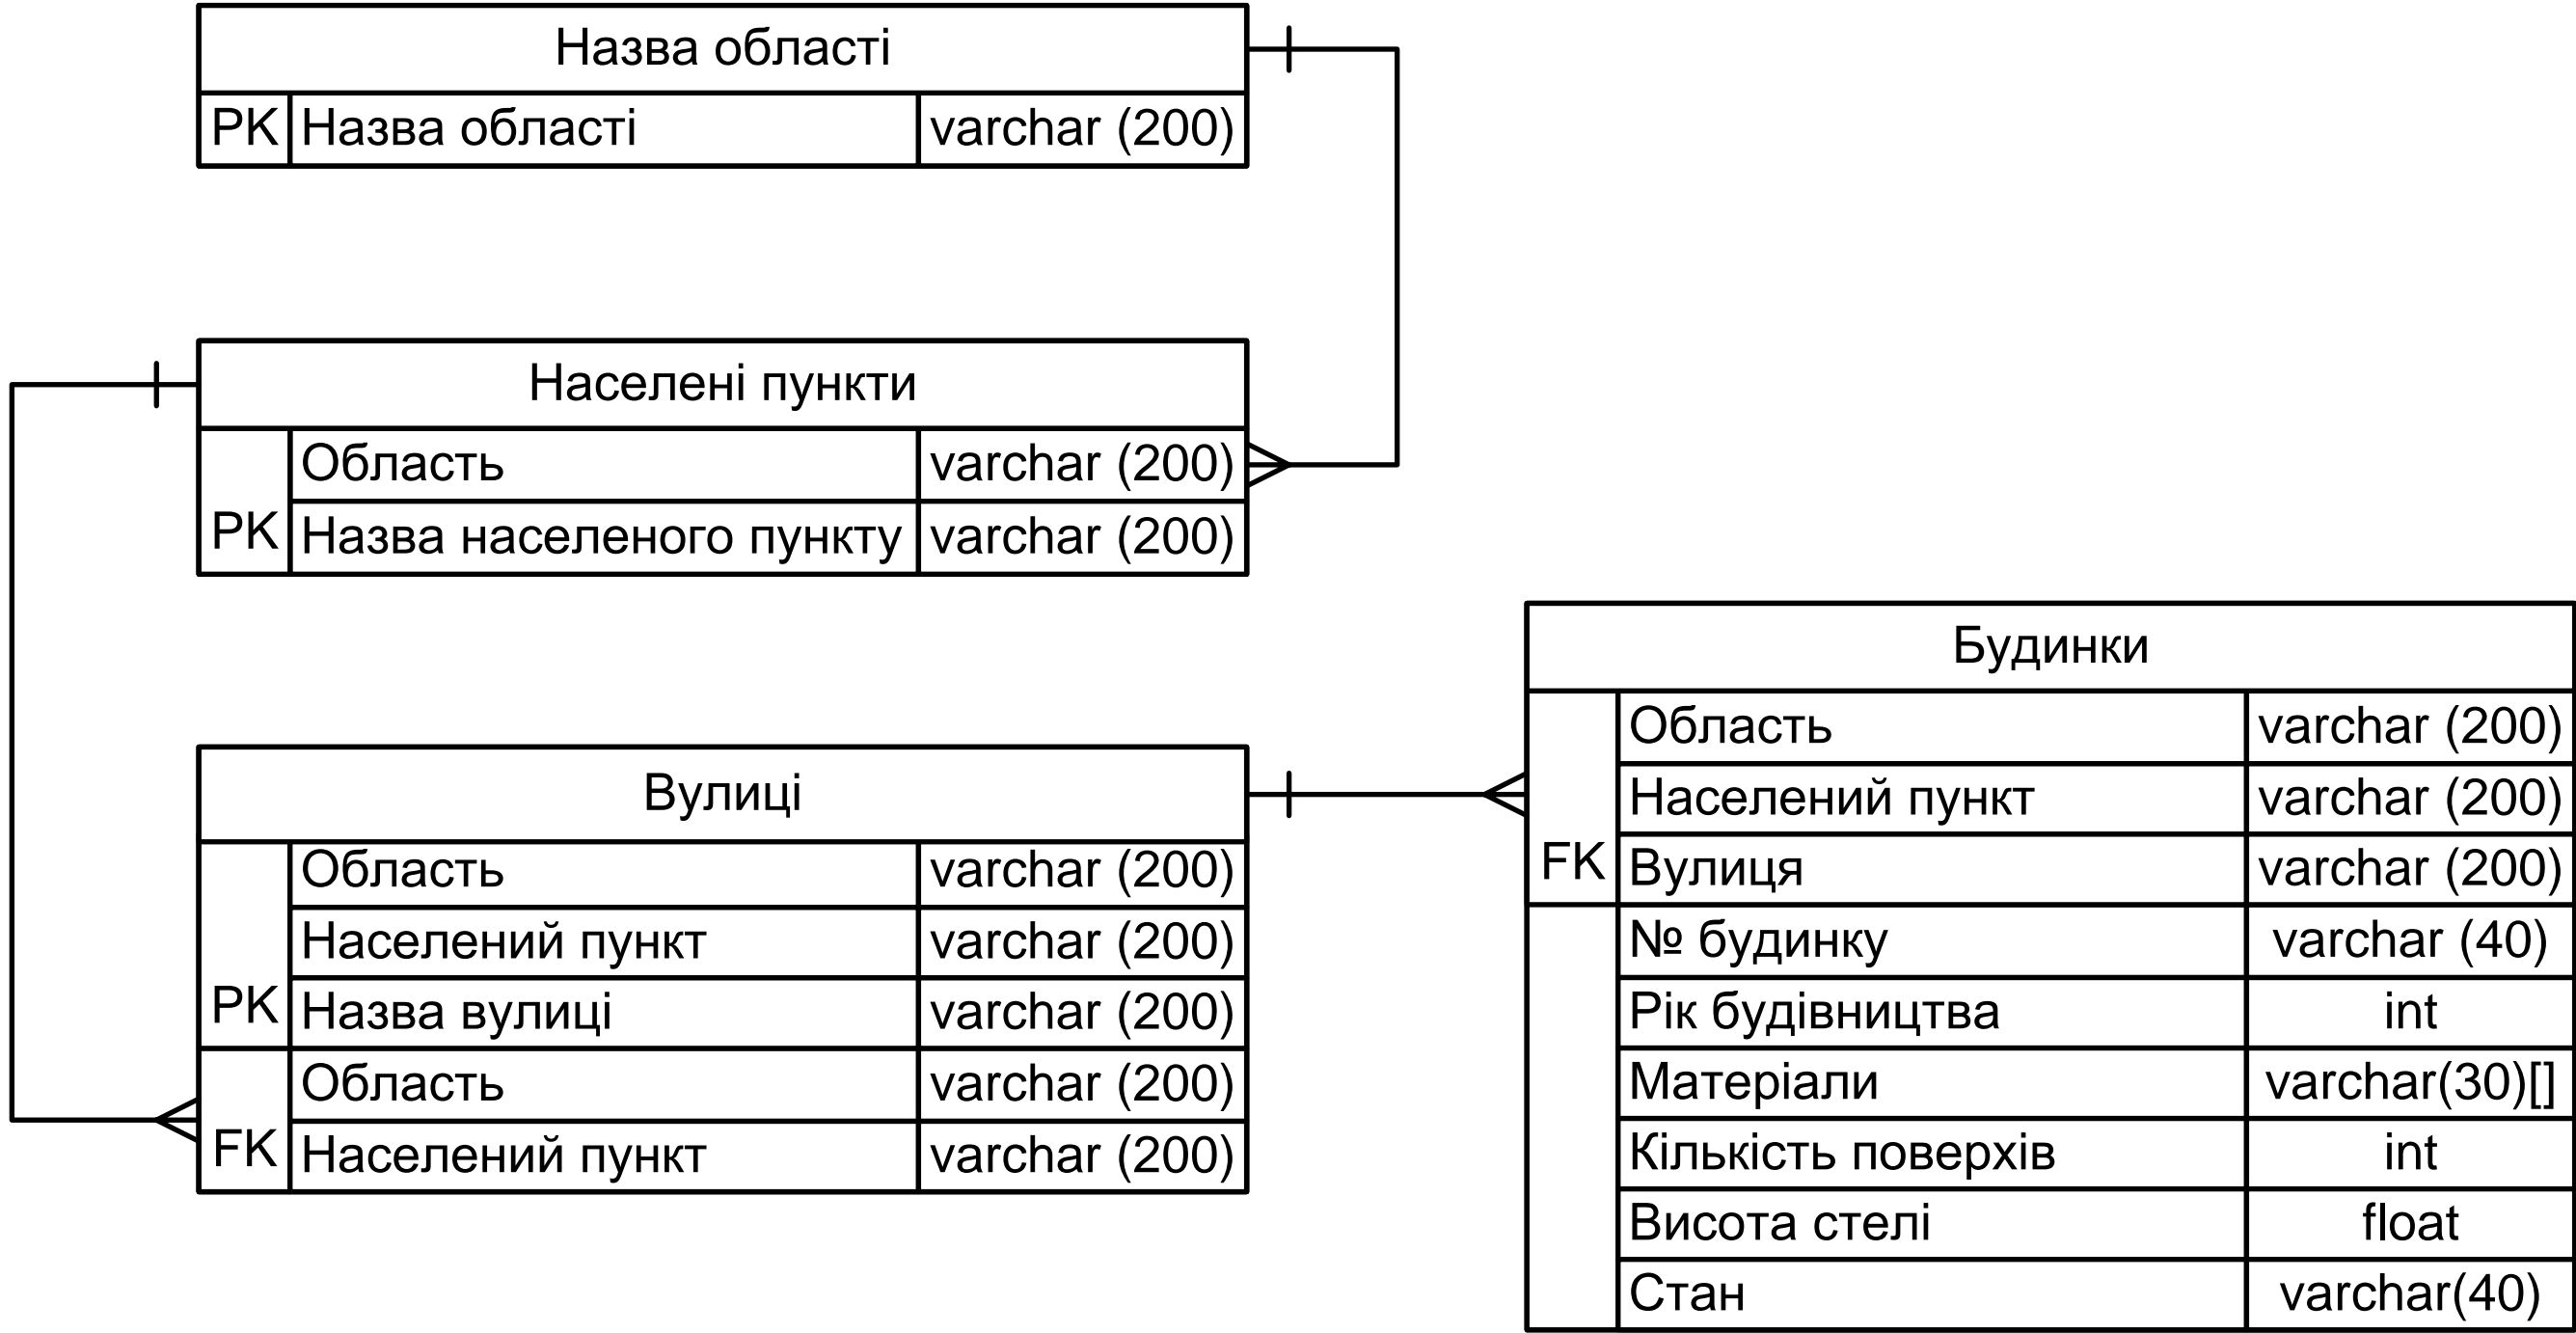 Назва області
PK Назва області varchar (200)
Населені пункти
Область varchar (200)
PK Назва населеного пункту varchar (200)
Вулиці
Область varchar (200)
Населений пункт varchar (200)
PK Назва вулиці varchar (200)
Область varchar (200)
FK Населений пункт varchar (200)
Будинки
Область varchar (200)
Населений пункт varchar (200)
FK Вулиця varchar (200)
№ будинку varchar (40)
Рік будівництва int
Матеріали varchar(30)[]
Кількість поверхів int
Висота стелі float
Стан varchar(40)